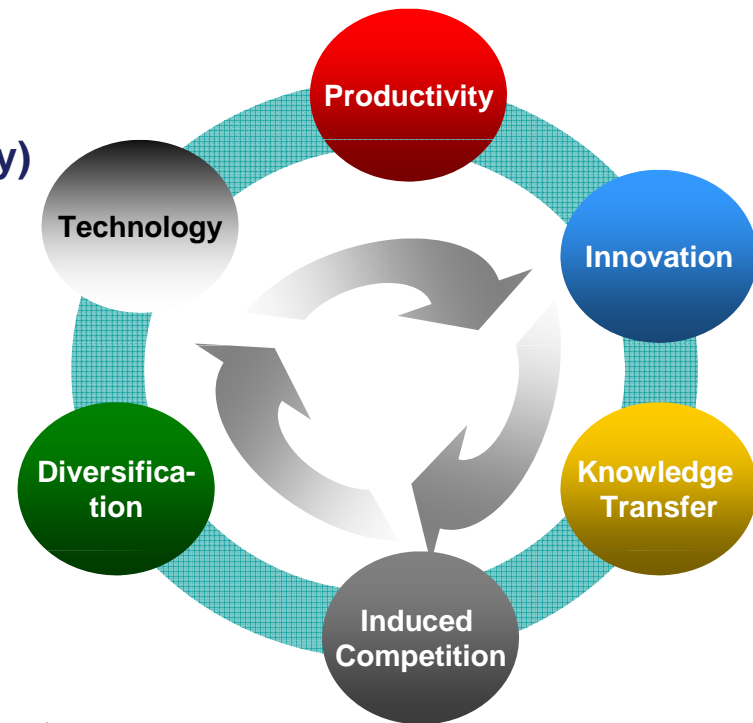 Productivity
y)
Technology
Innovation
Diversifica-
tion
Knowledge
Transfer
Induced
Competition